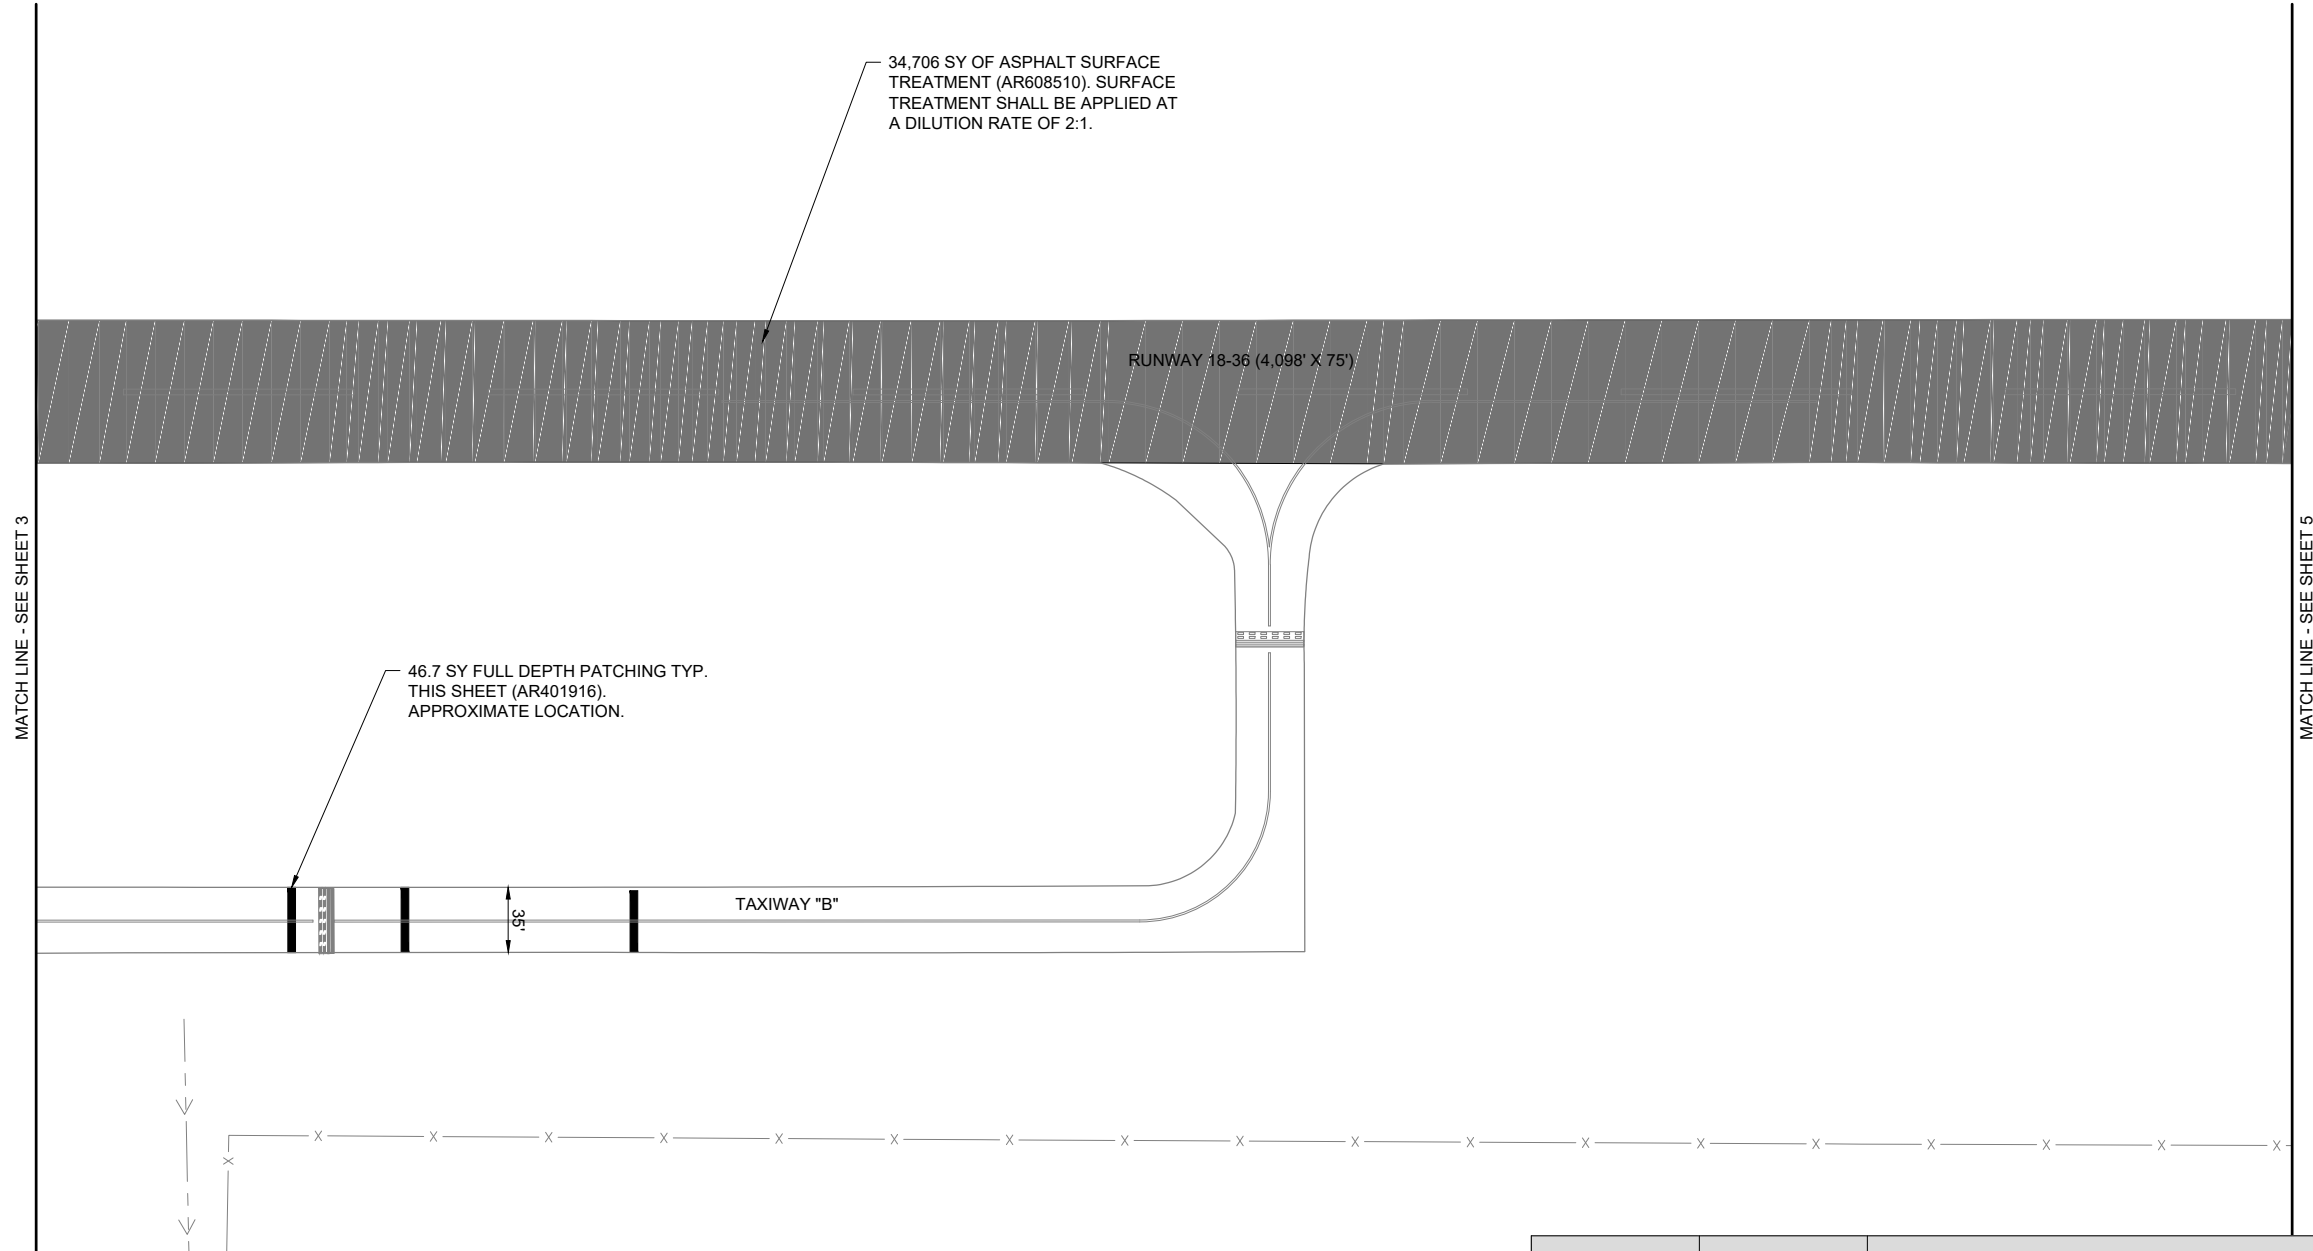 34,706 SY OF ASPHALT SURFACE
TREATMENT (AR608510). SURFACE
TREATMENT SHALL BE APPLIED AT
A DILUTION RATE OF 2:1.
RUNWAY 18-36 (4,098' X 75')
MATCH LINE - SEE SHEET 3
MATCH LINE - SEE SHEET 5
46.7 SY FULL DEPTH PATCHING TYP.
THIS SHEET (AR401916).
APPROXIMATE LOCATION.
35'
TAXIWAY "B"